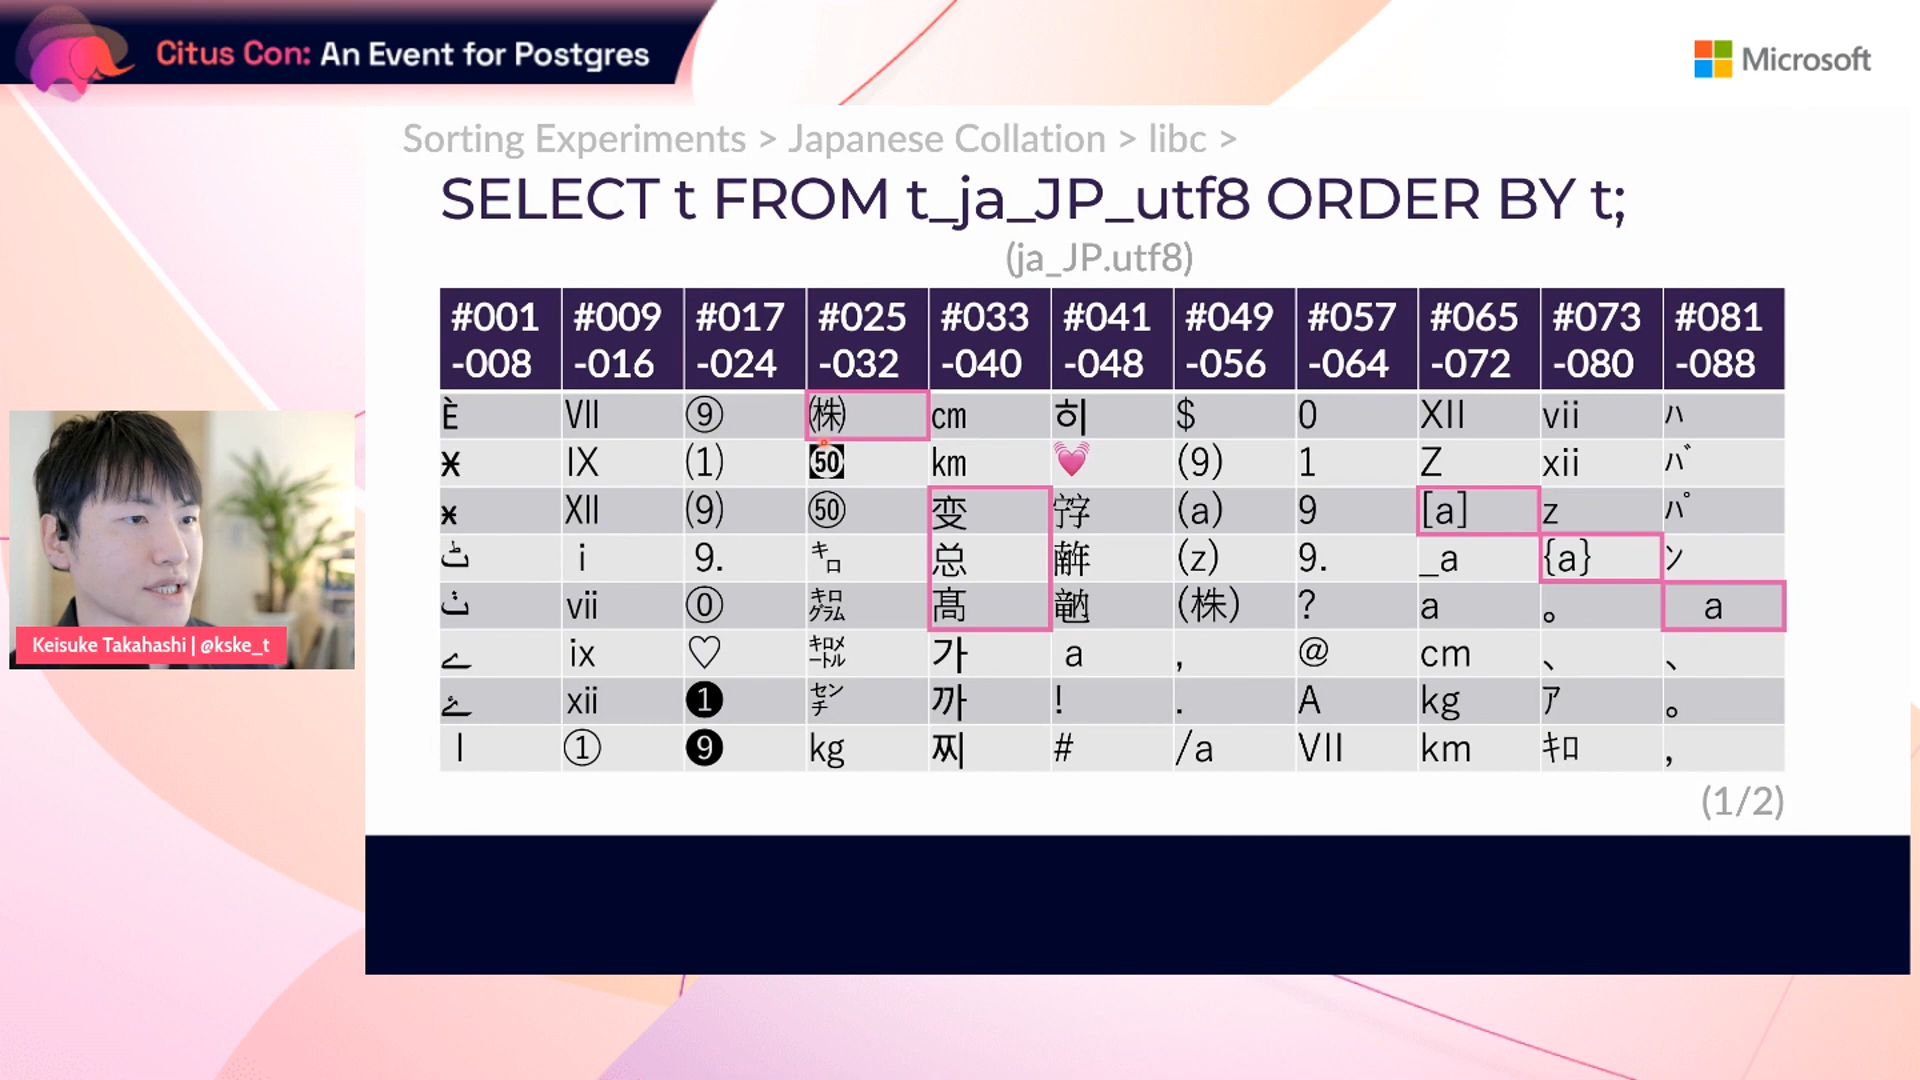 Citus Con: An Event for Postgres
Microsoft
Sorting Experiments > Japanese Collation > libc >
SELECT t FROM t_ja_JP_utf8 ORDER BY t;
(ja_JP.utf8)
#001-008 #009-016 #017-024 #025-032 #033-040 #041-048 #049-056 #057-064 #065-072 #073-080 #081-088
È Ⅶ ⑨ ㈱ ㎝ 히 $ 0 XII vii ﾊ
Ӿ Ⅸ ⑴ ㎞ 💓 (9) 1 Z xii ﾊﾞ
ӿ Ⅻ ⑼ ㊿ 变 [a] (a) 9 z ﾊﾟ
ٹ ⅰ ⒐ ㌔ 总 (z) 9. _a {a} ﾝ
ⅶ ⓪ ㌕ 髙 (株) ? a 。 a
ے ⅸ ♡ ㌖ 가 a , @ cm 、 、
ۓ ⅻ ❶ ㌢ 까 ! . A kg ｱ 。
① ❾ ㎏ 찌 # /a VII km ｷﾛ ,
(1/2)
Keisuke Takahashi | @kske_t